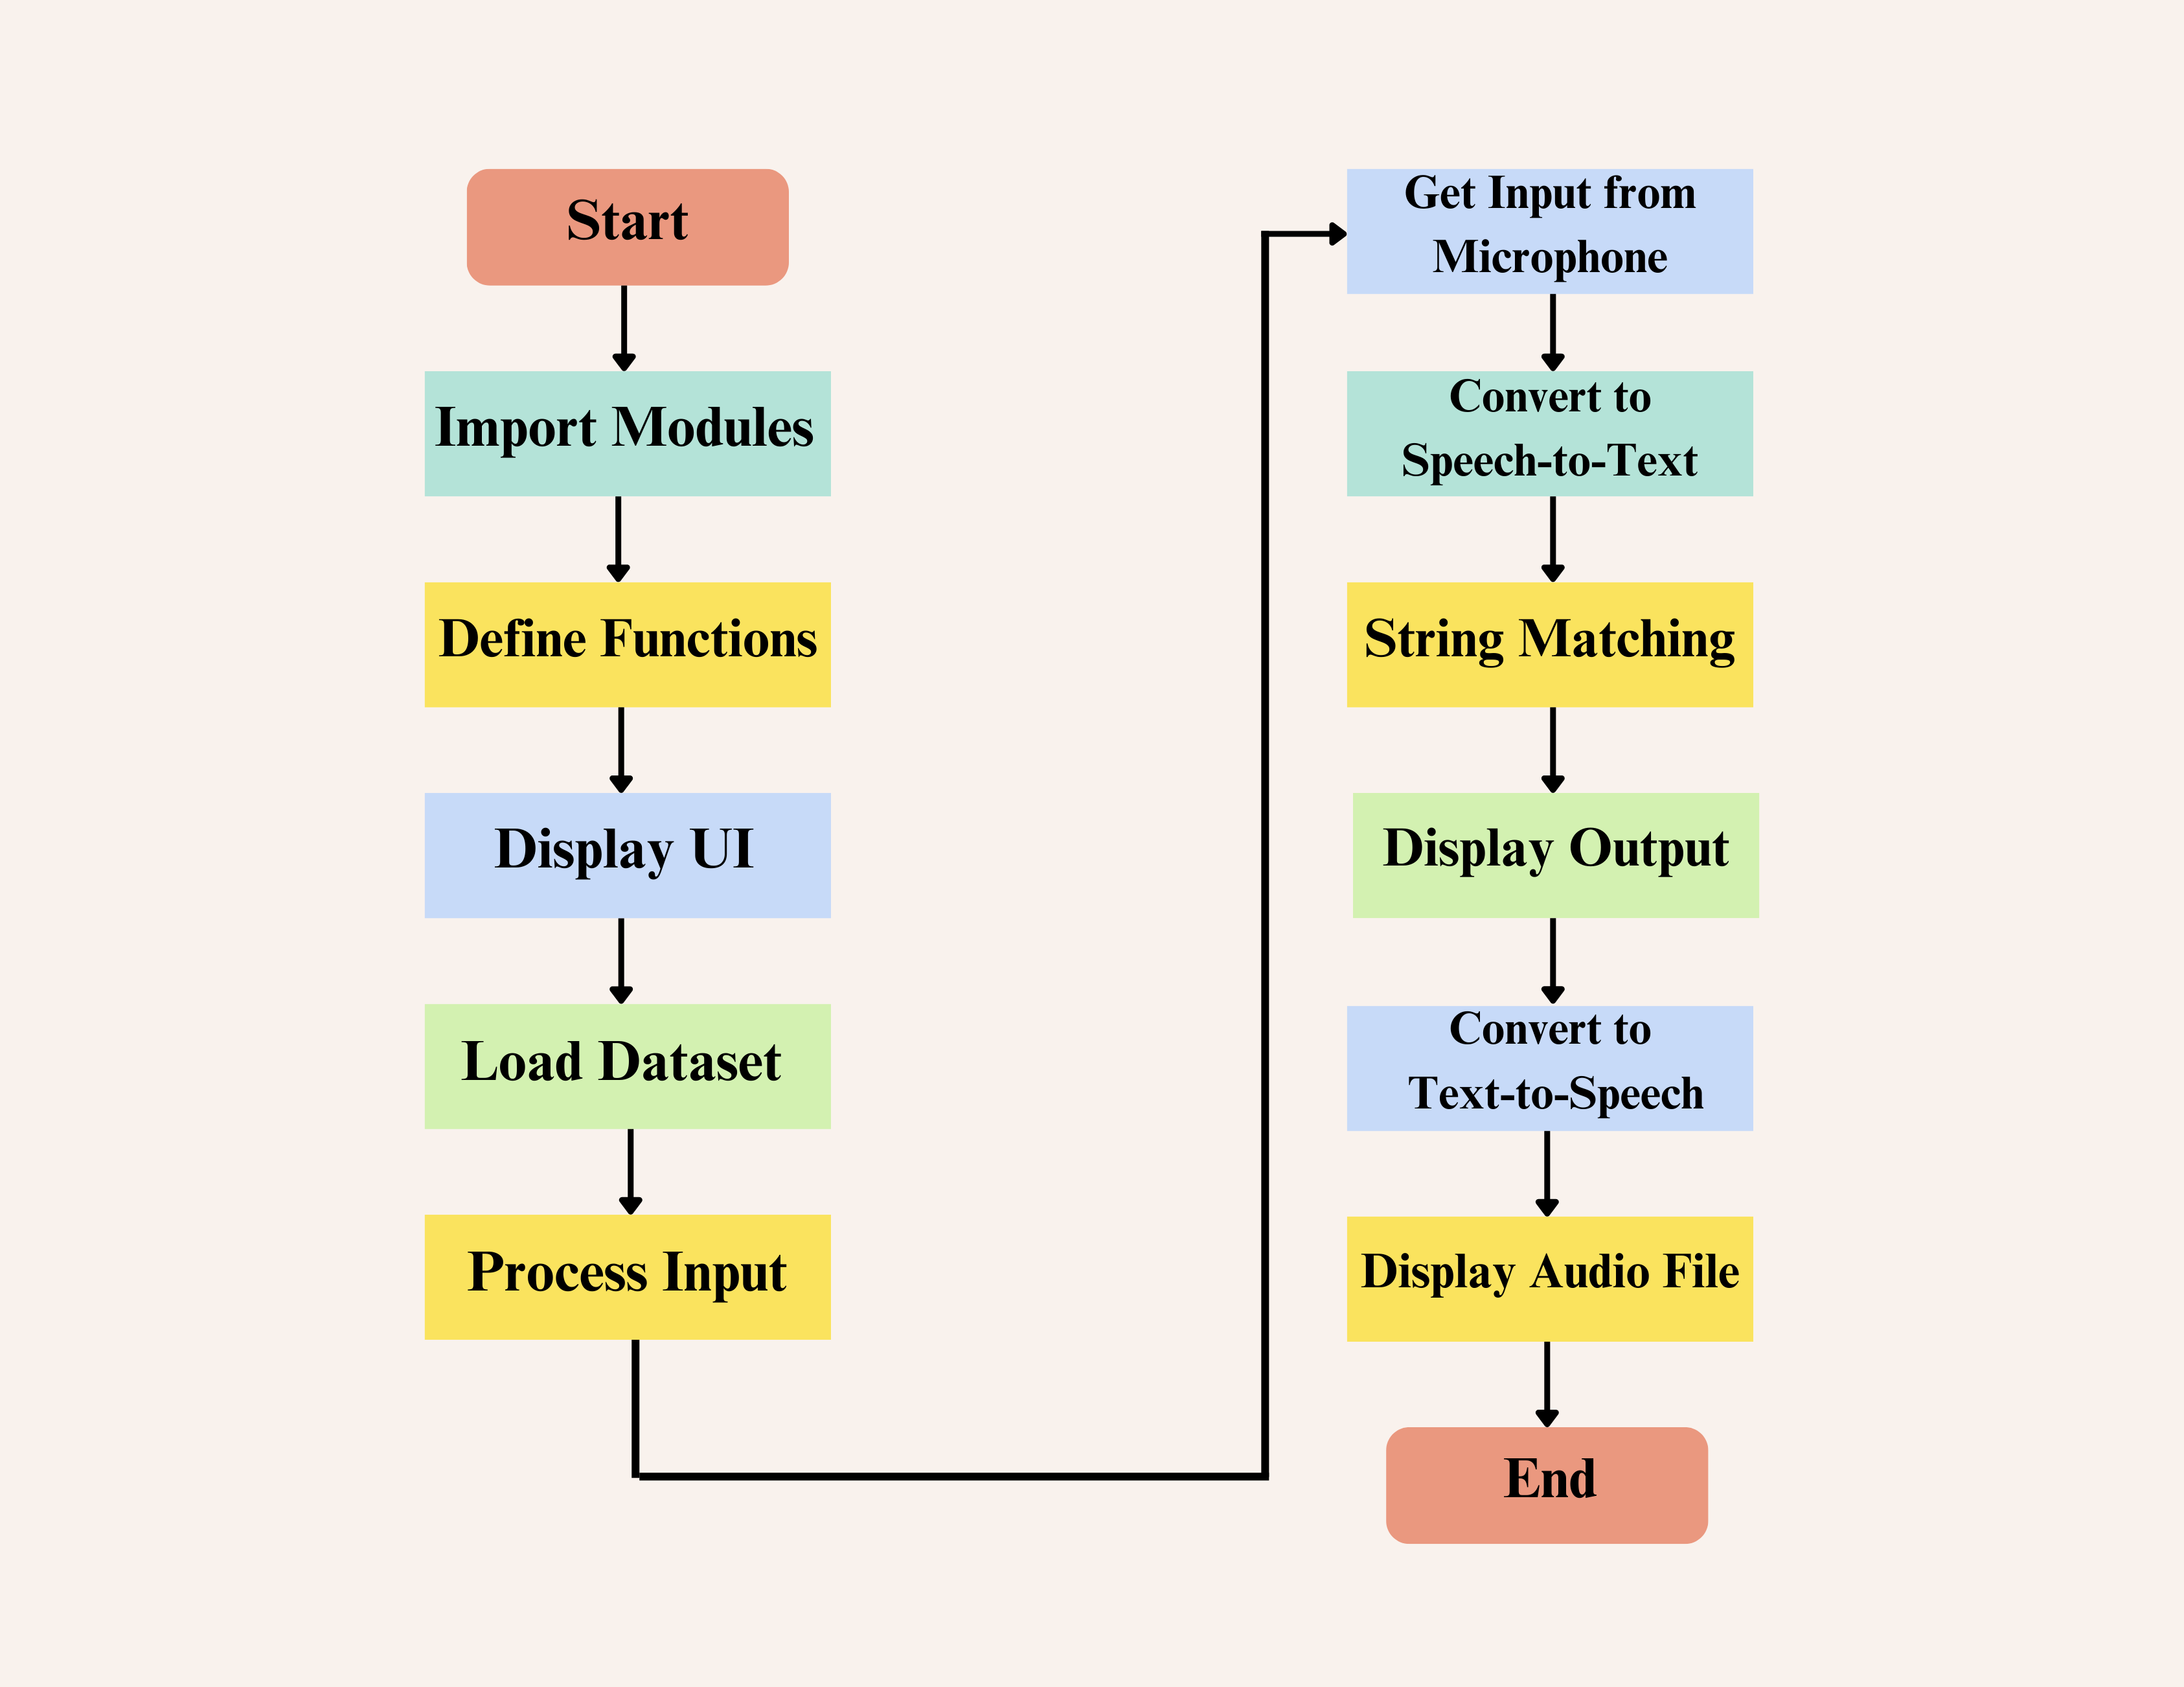 Start
Import Modules
Define Functions
Display UI
Load Dataset
Process Input
Get Input from
Microphone
Convert to
Speech-to-Text
String Matching
Display Output
Convert to
Text-to-Speech
Display Audio File
End